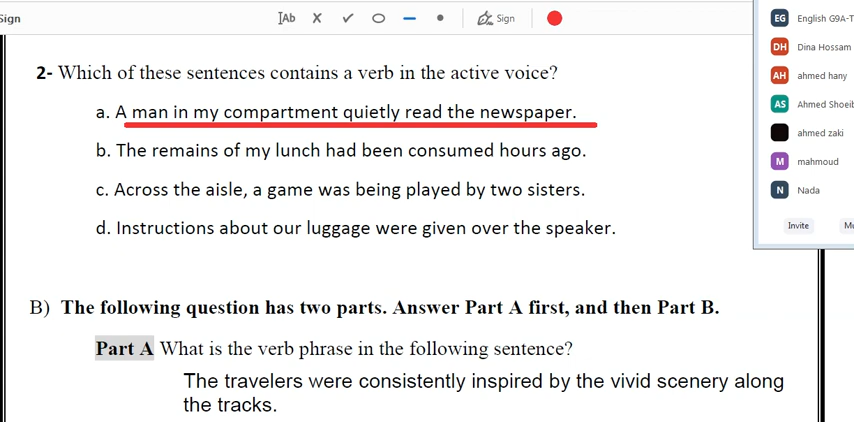 Sign
Ab
Sign
2- Which of these sentences contains a verb in the active voice?
a. A man in my compartment quietly read the newspaper.
b. The remains of my lunch had been consumed hours ago.
c. Across the aisle, a game was being played by two sisters.
d. Instructions about our luggage were given over the speaker.
B) The following question has two parts. Answer Part A first, and then Part B.
Part A What is the verb phrase in the following sentence?
The travelers were consistently inspired by the vivid scenery along
the tracks.
EG English G9A-T
DH Dina Hossam
AH ahmed hany
AS Ahmed Shoeib
ahmed zaki
M mahmoud
N Nada
Invite Mu